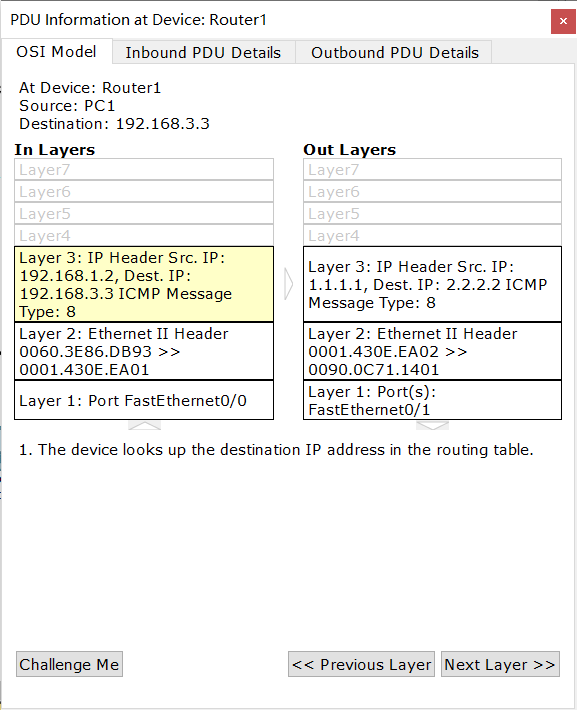 PDU Information at Device: Router1
×
OSI Model
Inbound PDU Details
Outbound PDU Details
At Device: Router1
Source: PC1
Destination: 192.168.3.3
In Layers
Layer7
Layer6
Layer5
Layer4
Layer 3: IP Header Src. IP:
192.168.1.2, Dest. IP:
192.168.3.3 ICMP Message
Type: 8
Layer 2: Ethernet II Header
0060.3E86.DB93 >>
0001.430E.EA01
Layer 1: Port FastEthernet0/0
Out Layers
Layer7
Layer6
Layer5
Layer4
Layer 3: IP Header Src. IP:
1.1.1.1, Dest. IP: 2.2.2.2 ICMP
Message Type: 8
Layer 2: Ethernet II Header
0001.430E.EA02 >>
0090.0C71.1401
Layer 1: Port(s):
FastEthernet0/1
1. The device looks up the destination IP address in the routing table.
Challenge Me
<< Previous Layer
Next Layer >>